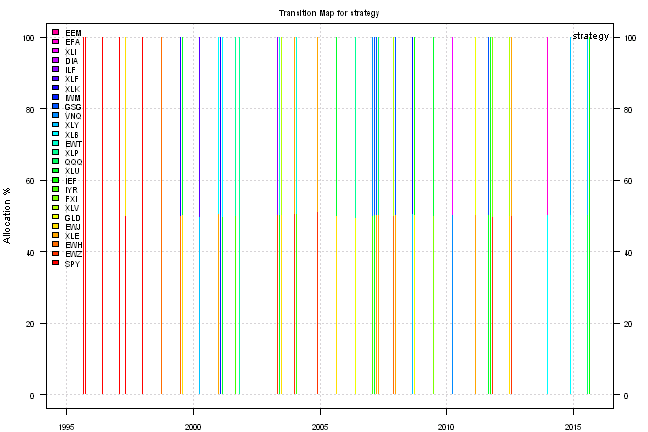 Transition Map for strategy
strategy
Allocation %
100
80
60
40
20
0
100
80
60
40
20
0
EEM
EFA
XLI
DIA
ILF
XLF
XLK
IWM
GSG
VNQ
XLY
XLB
EWT
XLP
QQQ
XLU
IEF
IYR
FXI
XLV
GLD
EWJ
XLE
EWH
EWZ
SPY
1995
2000
2005
2010
2015